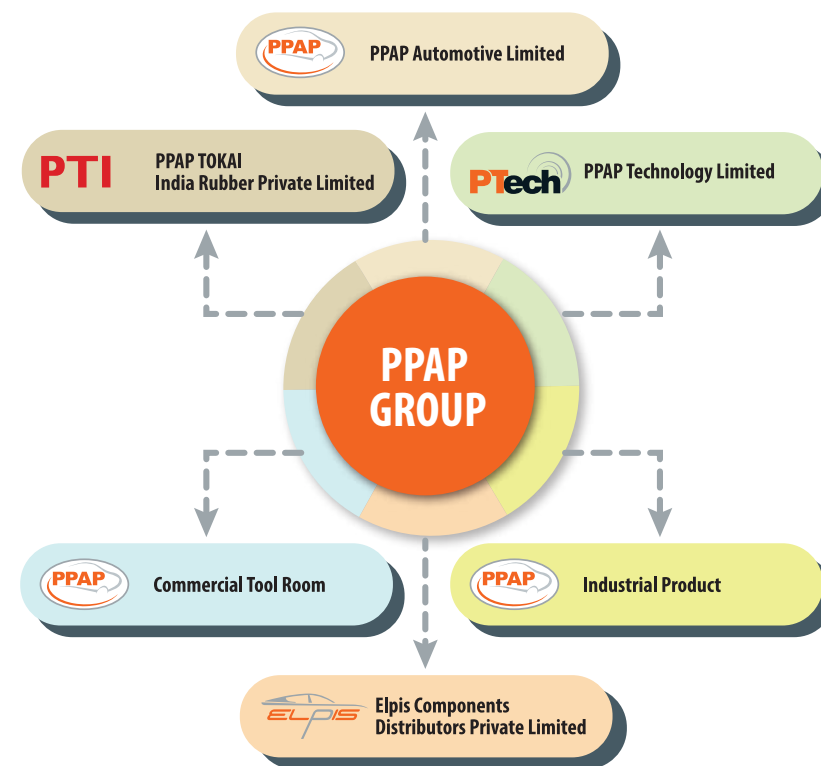 PPAP
PPAP Automotive Limited
PTI
PPAP TOKAI
India Rubber Private Limited
PTech
PPAP Technology Limited
PPAP
GROUP
PPAP
Commercial Tool Room
PPAP
Industrial Product
ELPIS
Elpis Components
Distributors Private Limited